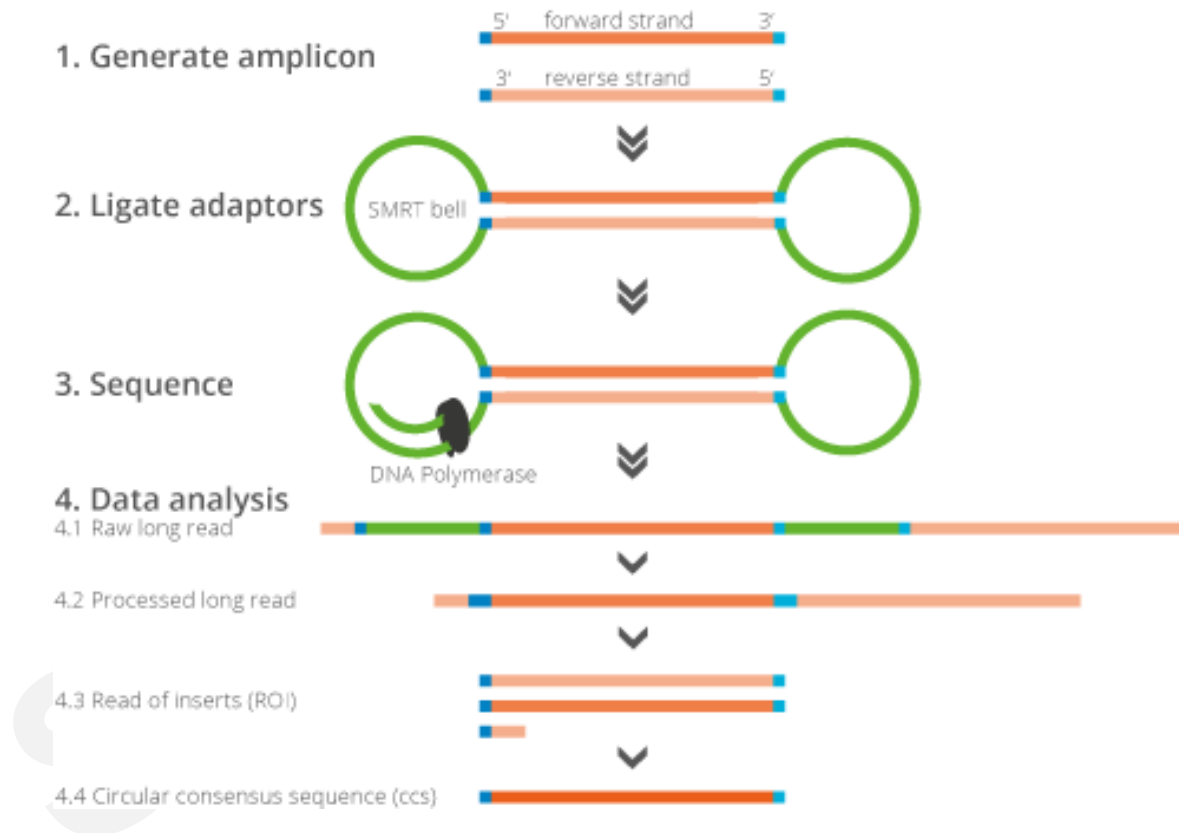 5' forward strand 3'
1. Generate amplicon
3' reverse strand 5'
2. Ligate adaptors
SMRT bell
3. Sequence
DNA Polymerase
4. Data analysis
4.1 Raw long read
4.2 Processed long read
4.3 Read of inserts (ROI)
4.4 Circular consensus sequence (ccs)